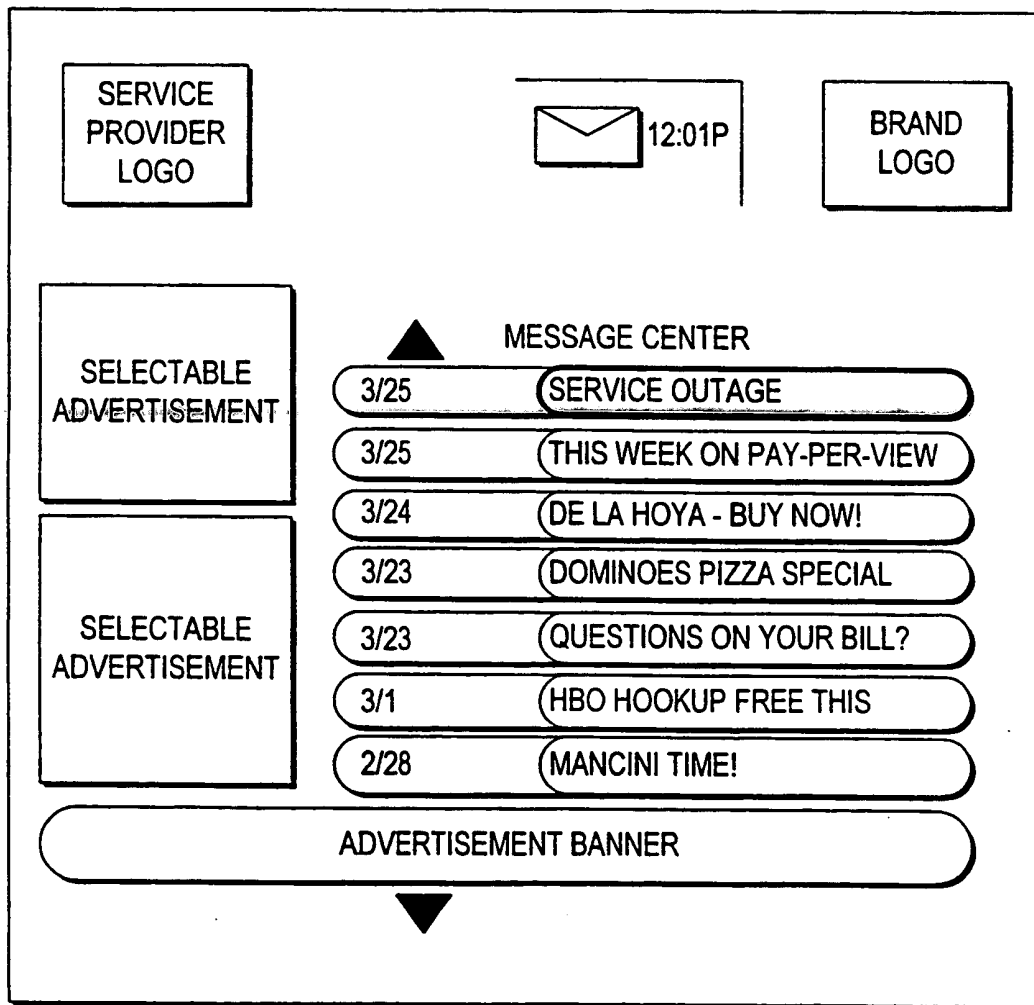 SERVICE
PROVIDER
LOGO
12:01P
BRAND
LOGO
SELECTABLE
ADVERTISEMENT
SELECTABLE
ADVERTISEMENT
MESSAGE CENTER
3/25 SERVICE OUTAGE
3/25 THIS WEEK ON PAY-PER-VIEW
3/24 DE LA HOYA - BUY NOW!
3/23 DOMINOES PIZZA SPECIAL
3/23 QUESTIONS ON YOUR BILL?
3/1 HBO HOOKUP FREE THIS
2/28 MANCINI TIME!
ADVERTISEMENT BANNER